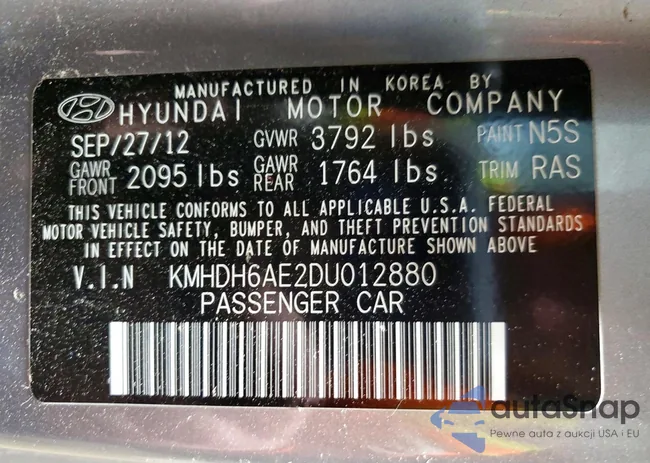 MANUFACTURED IN KOREA BY
HYUNDAI MOTOR COMPANY
SEP/27/12 GVWR 3792 lbs PAINT N5S
GAWR FRONT 2095 lbs GAWR REAR 1764 lbs TRIM RAS
THIS VEHICLE CONFORMS TO ALL APPLICABLE U.S.A. FEDERAL
MOTOR VEHICLE SAFETY, BUMPER, AND THEFT PREVENTION STANDARDS
IN EFFECT ON THE DATE OF MANUFACTURE SHOWN ABOVE
V.I.N KMHDH6AE2DU012880
PASSENGER CAR
autaSnap
Pewne auta z aukcji USA i EU